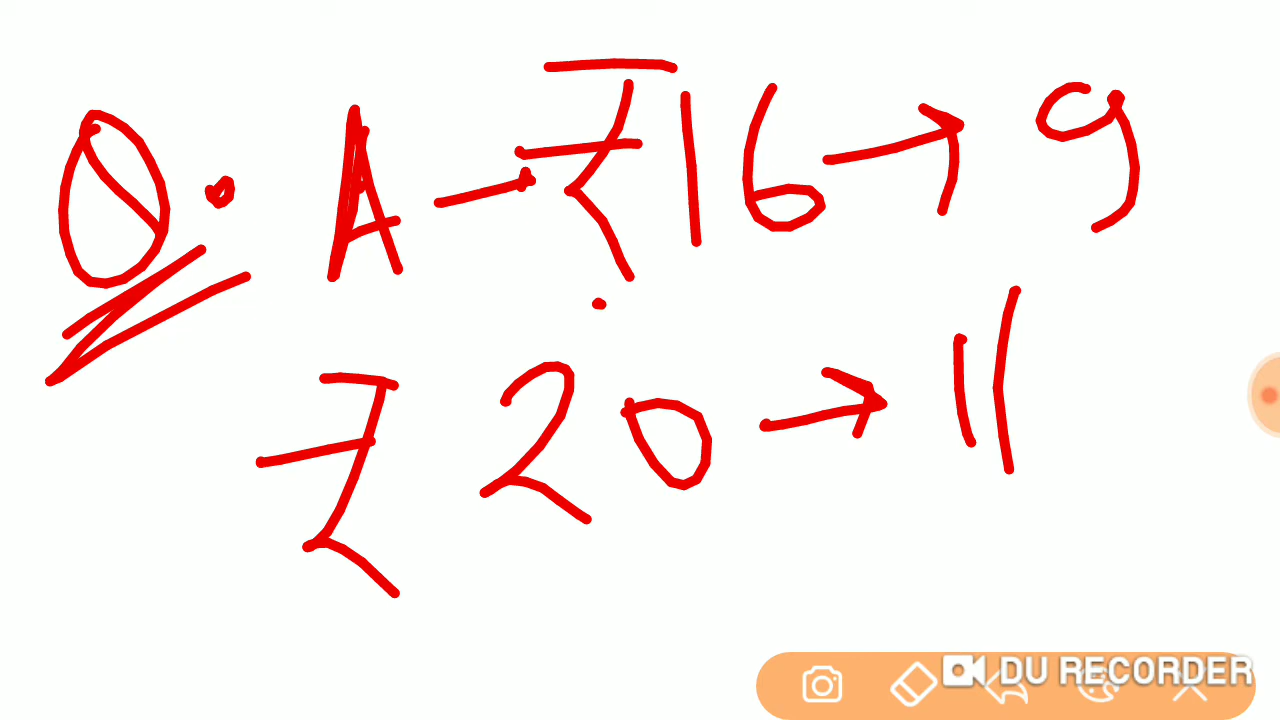 Q. A → ₹16 → 9
₹ 20 → 11
DU RECORDER